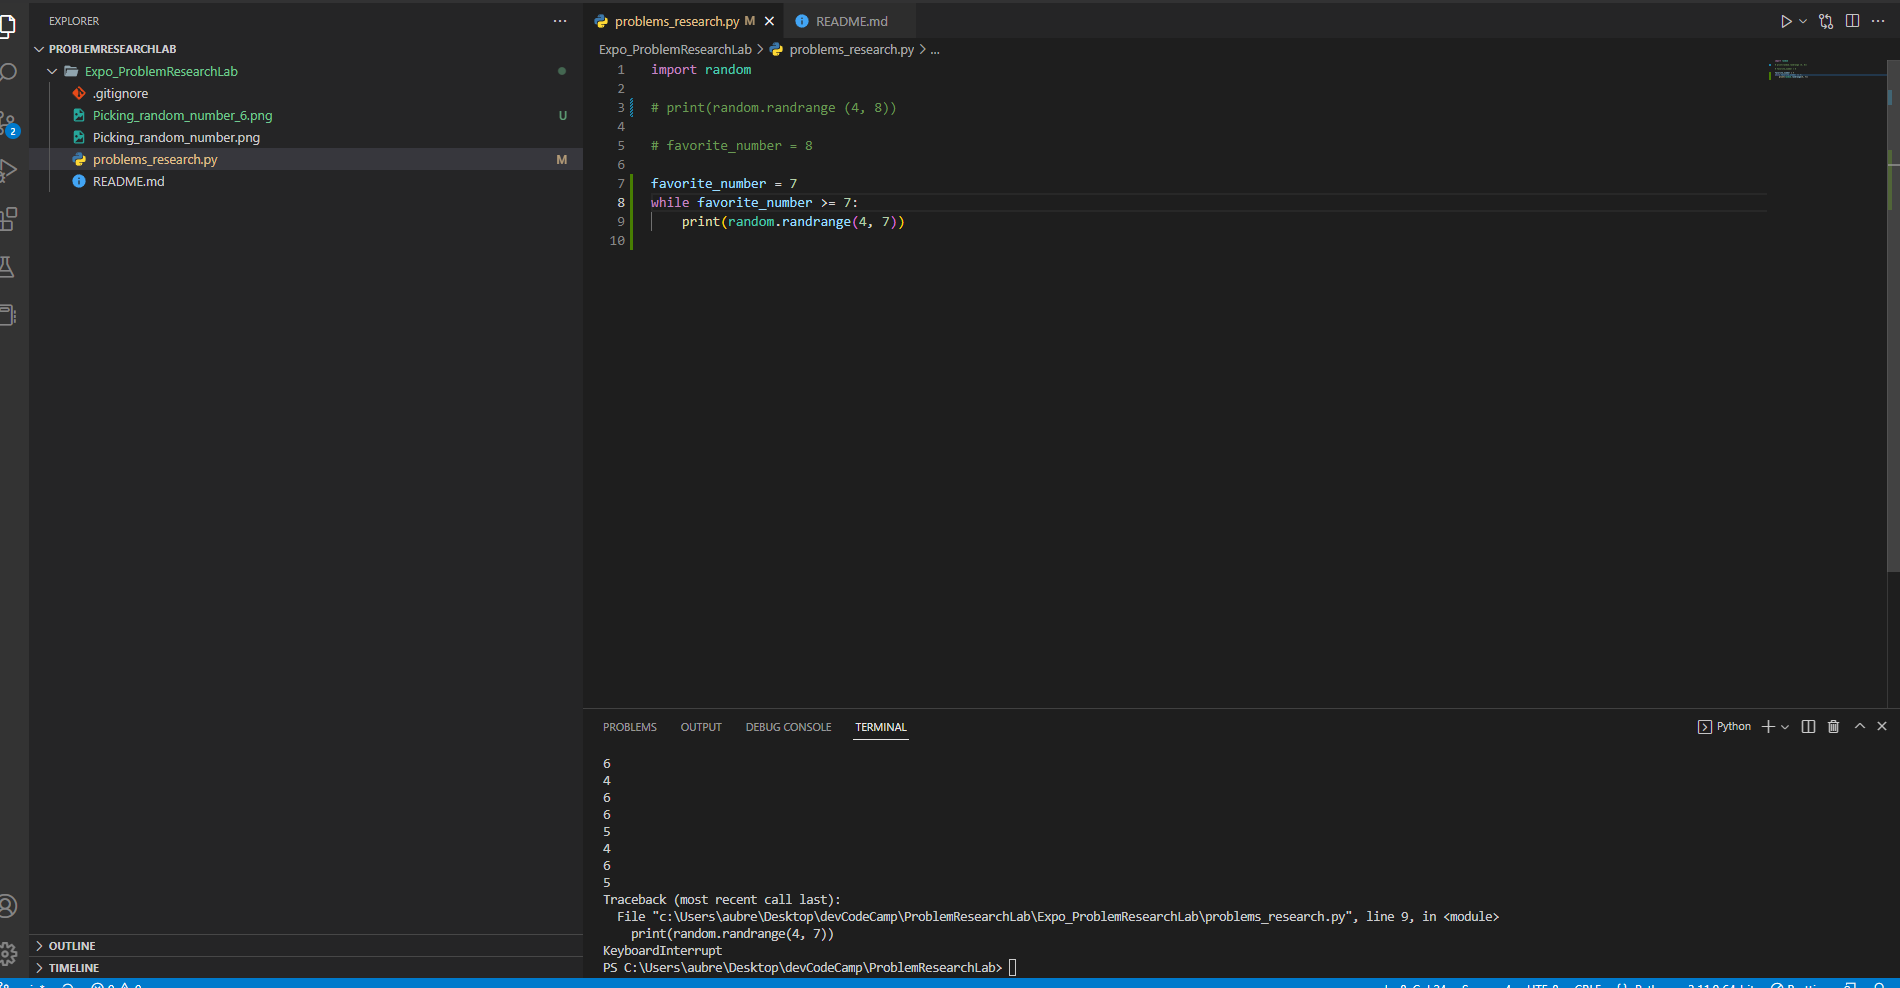 EXPLORER
PROBLEMRESEARCHLAB
Expo_ProblemResearchLab
.gitignore
Picking_random_number_6.png U
Picking_random_number.png
problems_research.py M
README.md
2
OUTLINE
TIMELINE
problems_research.py M
README.md
Expo_ProblemResearchLab > problems_research.py > ...
1 import random
2
3 # print(random.randrange (4, 8))
4
5 # favorite_number = 8
6
7 favorite_number = 7
8 while favorite_number >= 7:
9 print(random.randrange(4, 7))
10
PROBLEMS OUTPUT DEBUG CONSOLE TERMINAL
Python
6
4
6
6
5
4
6
5
Traceback (most recent call last):
File "c:\Users\aubre\Desktop\devCodeCamp\ProblemResearchLab\Expo_ProblemResearchLab\problems_research.py", line 9, in <module>
print(random.randrange(4, 7))
KeyboardInterrupt
PS C:\Users\aubre\Desktop\devCodeCamp\ProblemResearchLab>